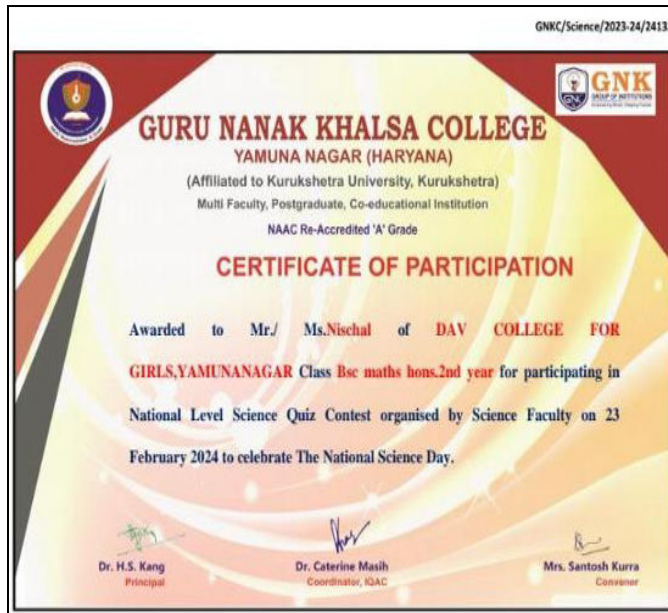 GNKC/Science/2023-24/2413
GNK
GROUP OF INSTITUTIONS
GURU NANAK KHALSA COLLEGE
YAMUNA NAGAR (HARYANA)
(Affiliated to Kurukshetra University, Kurukshetra)
Multi Faculty, Postgraduate, Co-educational Institution
NAAC Re-Accredited 'A' Grade
CERTIFICATE OF PARTICIPATION
Awarded to Mr./ Ms.Nischal of DAV COLLEGE FOR
GIRLS,YAMUNANAGAR Class Bsc maths hons.2nd year for participating in
National Level Science Quiz Contest organised by Science Faculty on 23
February 2024 to celebrate The National Science Day.
Dr. H.S. Kang
Dr. Caterine Masih
Mrs. Santosh Kurra
Principal
Coordinator, IQAC
Convenor